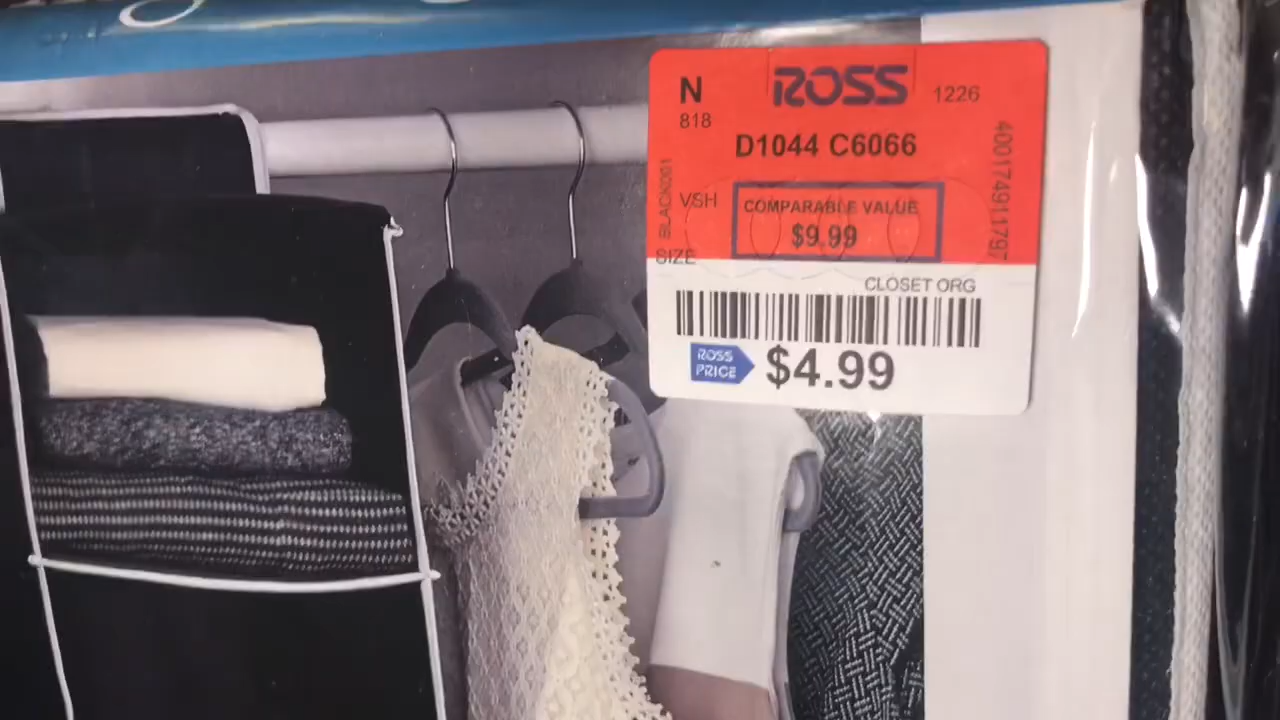 N
ROSS
1226
818
D1044 C6066
400174911797
BLACK001
VSH
COMPARABLE VALUE
$9.99
SIZE
CLOSET ORG
ROSS
PRICE
$4.99